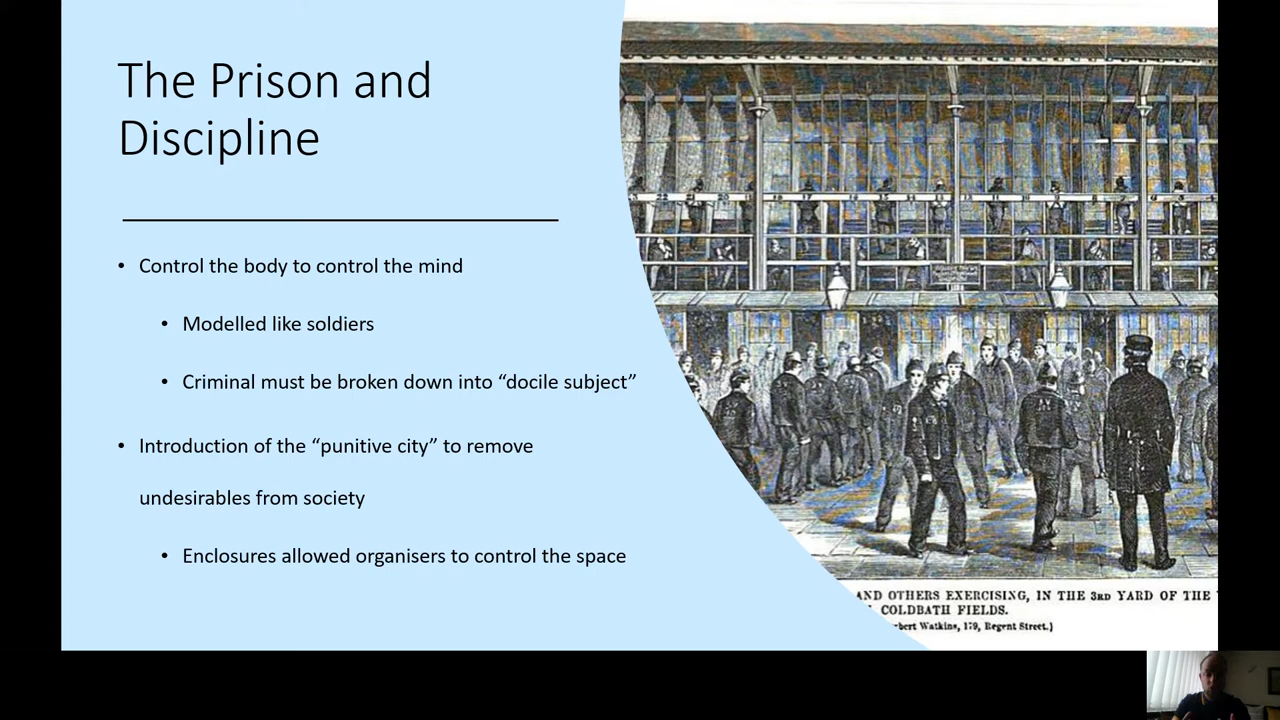 The Prison and
Discipline
• Control the body to control the mind
• Modelled like soldiers
• Criminal must be broken down into “docile subject”
• Introduction of the “punitive city” to remove
undesirables from society
• Enclosures allowed organisers to control the space
AND OTHERS EXERCISING, IN THE 3RD YARD OF THE
COLDBATH FIELDS.
Watkins, 179, Regent Street.)